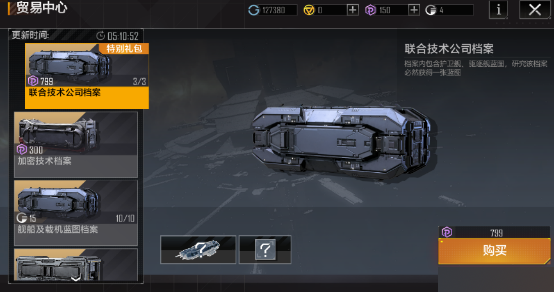 贸易中心
127380
0
150
4
更新时间:
05:10:52
特别礼包
799
3/3
联合技术公司档案
300
加密技术档案
15
10/10
舰船及载机蓝图档案
联合技术公司档案
档案内包含护卫舰，驱逐舰蓝图，研究该档案
必然获得一张蓝图
?
?
799
购买